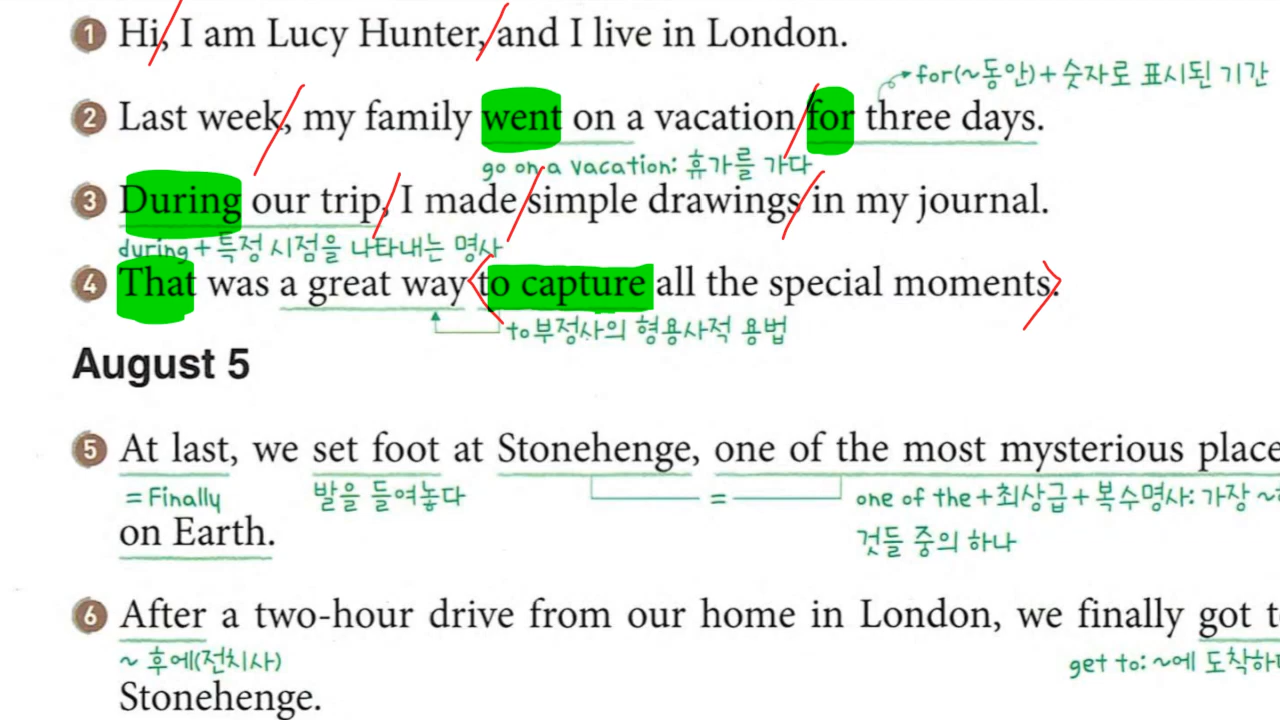 1 Hi, I am Lucy Hunter, and I live in London.
for(~동안)+숫자로 표시된 기간
2 Last week, my family went on a vacation for three days.
go on a vacation: 휴가를 가다
3 During our trip, I made simple drawings in my journal.
during+특정 시점을 나타내는 명사
4 That was a great way to capture all the special moments.
to부정사의 형용사적 용법
August 5
5 At last, we set foot at Stonehenge, one of the most mysterious place
=Finally 발을 들여놓다 = one of the+최상급+복수명사: 가장 ~
on Earth.
것들 중의 하나
6 After a two-hour drive from our home in London, we finally got t
~ 후에(전치사) get to: ~에 도착하
Stonehenge.